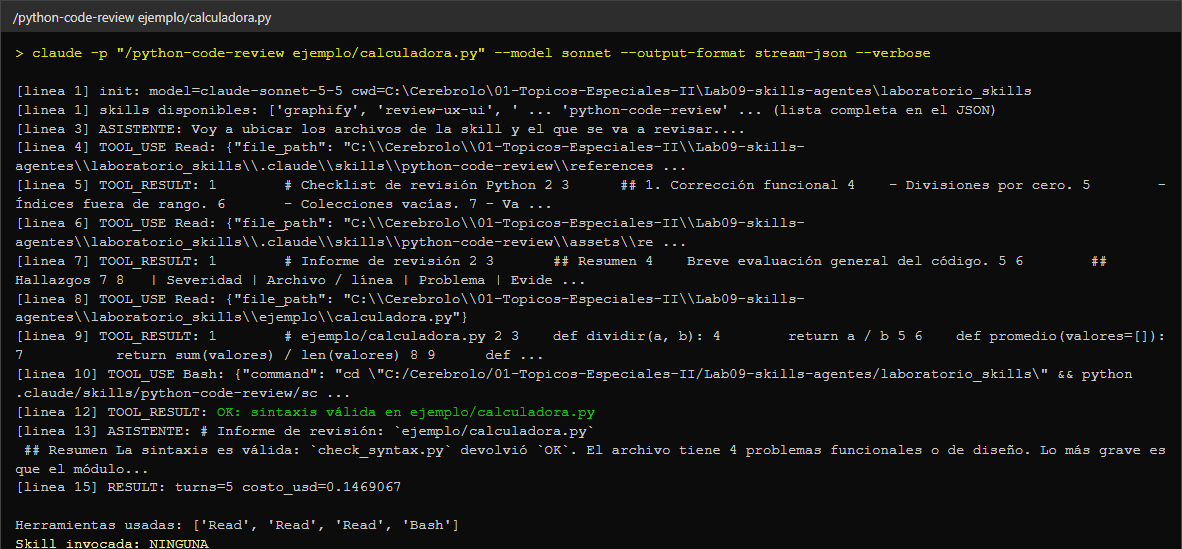 /python-code-review ejemplo/calculadora.py
> claude -p "/python-code-review ejemplo/calculadora.py" --model sonnet --output-format stream-json --verbose
[linea 1] init: model=claude-sonnet-5-5 cwd=C:\Cerebrolo\01-Topicos-Especiales-II\Lab09-skills-agentes\laboratorio_skills
[linea 1] skills disponibles: ['graphify', 'review-ux-ui', ' ... 'python-code-review' ... (lista completa en el JSON)
[linea 3] ASISTENTE: Voy a ubicar los archivos de la skill y el que se va a revisar....
[linea 4] TOOL_USE Read: {"file_path": "C:\\Cerebrolo\\01-Topicos-Especiales-II\\Lab09-skills-
agentes\\laboratorio_skills\\.claude\\skills\\python-code-review\\references ...
[linea 5] TOOL_RESULT: 1 # Checklist de revisión Python 2 3 ## 1. Corrección funcional 4 - Divisiones por cero. 5 -
Índices fuera de rango. 6 - Colecciones vacías. 7 - Va ...
[linea 6] TOOL_USE Read: {"file_path": "C:\\Cerebrolo\\01-Topicos-Especiales-II\\Lab09-skills-
agentes\\laboratorio_skills\\.claude\\skills\\python-code-review\\assets\\re ...
[linea 7] TOOL_RESULT: 1 # Informe de revisión 2 3 ## Resumen 4 Breve evaluación general del código. 5 6 ##
Hallazgos 7 8 | Severidad | Archivo / línea | Problema | Evide ...
[linea 8] TOOL_USE Read: {"file_path": "C:\\Cerebrolo\\01-Topicos-Especiales-II\\Lab09-skills-
agentes\\laboratorio_skills\\ejemplo\\calculadora.py"}
[linea 9] TOOL_RESULT: 1 # ejemplo/calculadora.py 2 3 def dividir(a, b): 4 return a / b 5 6 def promedio(valores=[]):
7 return sum(valores) / len(valores) 8 9 def ...
[linea 10] TOOL_USE Bash: {"command": "cd \"C:/Cerebrolo/01-Topicos-Especiales-II/Lab09-skills-agentes/laboratorio_skills\" && python
.claude/skills/python-code-review/sc ...
[linea 12] TOOL_RESULT: OK: sintaxis válida en ejemplo/calculadora.py
[linea 13] ASISTENTE: # Informe de revisión: `ejemplo/calculadora.py`
## Resumen La sintaxis es válida: `check_syntax.py` devolvió `OK`. El archivo tiene 4 problemas funcionales o de diseño. Lo más grave es
que el módulo...
[linea 15] RESULT: turns=5 costo_usd=0.1469067
Herramientas usadas: ['Read', 'Read', 'Read', 'Bash']
Skill invocada: NINGUNA